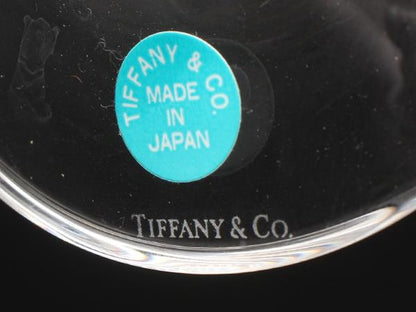 TIFFANY & CO.
MADE
IN
JAPAN
TIFFANY & CO.